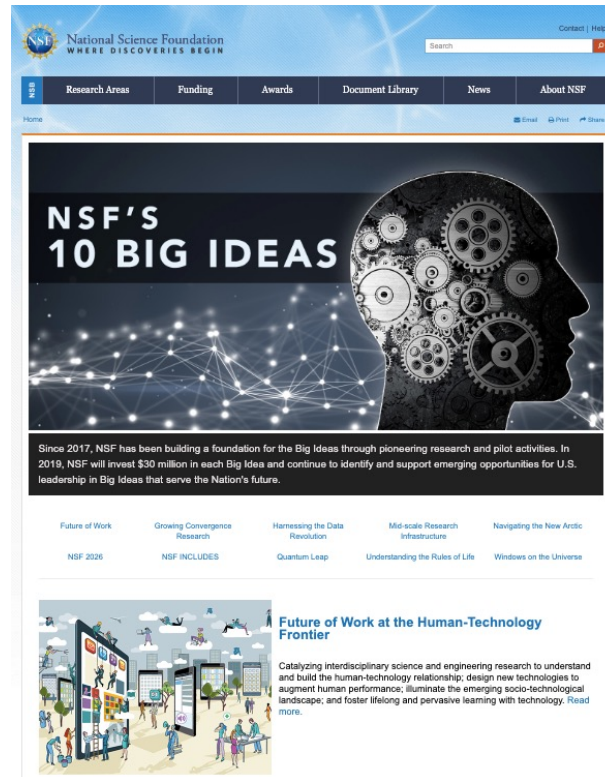 NSF
National Science Foundation
WHERE DISCOVERIES BEGIN
Contact | Help
Search
NSB
Research Areas
Funding
Awards
Document Library
News
About NSF
Home
Email
Print
Share
NSF'S
10 BIG IDEAS
Since 2017, NSF has been building a foundation for the Big Ideas through pioneering research and pilot activities. In
2019, NSF will invest $30 million in each Big Idea and continue to identify and support emerging opportunities for U.S.
leadership in Big Ideas that serve the Nation's future.
Future of Work
Growing Convergence
Research
Harnessing the Data
Revolution
Mid-scale Research
Infrastructure
Navigating the New Arctic
NSF 2026
NSF INCLUDES
Quantum Leap
Understanding the Rules of Life
Windows on the Universe
Future of Work at the Human-Technology
Frontier
Catalyzing interdisciplinary science and engineering research to understand
and build the human-technology relationship; design new technologies to
augment human performance; illuminate the emerging socio-technological
landscape; and foster lifelong and pervasive learning with technology. Read
more.